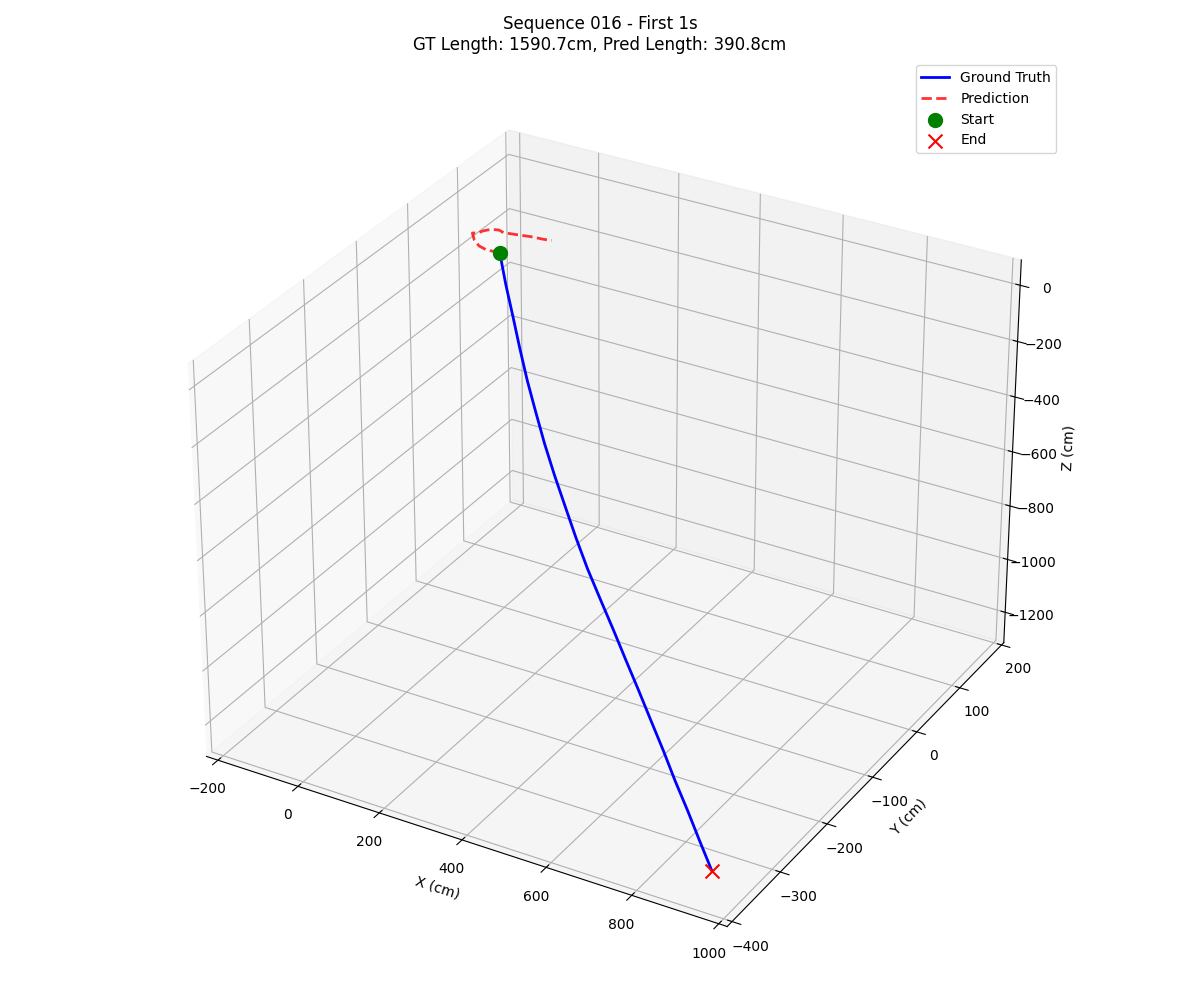 Sequence 016 - First 1s
GT Length: 1590.7cm, Pred Length: 390.8cm
Ground Truth
Prediction
Start
End
0
−200
−400
−600
−800
−1000
−1200
Z (cm)
200
100
0
−100
−200
−300
−400
Y (cm)
−200
0
200
400
600
800
1000
X (cm)